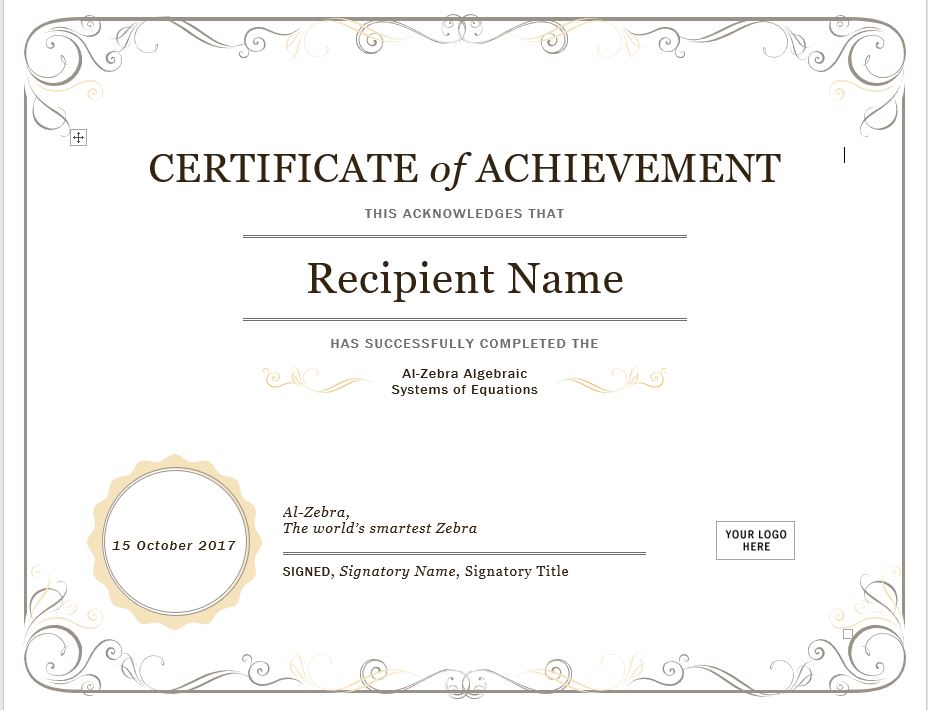 CERTIFICATE of ACHIEVEMENT
THIS ACKNOWLEDGES THAT
Recipient Name
HAS SUCCESSFULLY COMPLETED THE
Al-Zebra Algebraic
Systems of Equations
15 October 2017
Al-Zebra,
The world’s smartest Zebra
SIGNED, Signatory Name, Signatory Title
YOUR LOGO
HERE